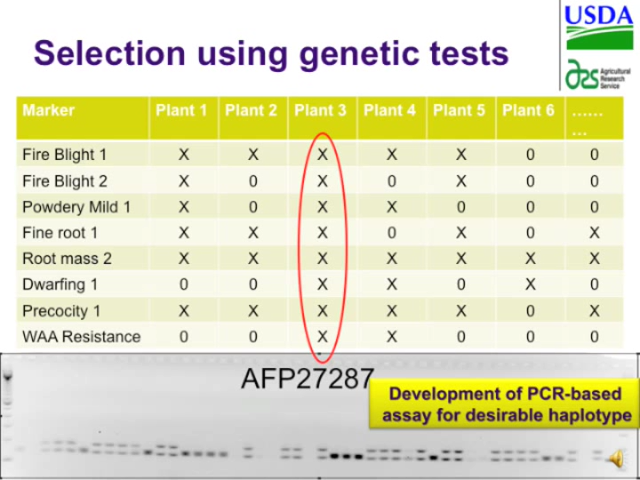 USDA
Agricultural
Research
Service
Selection using genetic tests
Marker Plant 1 Plant 2 Plant 3 Plant 4 Plant 5 Plant 6 ……
…
Fire Blight 1 X X X X X 0 0
Fire Blight 2 X 0 X 0 X 0 0
Powdery Mild 1 X 0 X X 0 0 0
Fine root 1 X X X 0 X 0 X
Root mass 2 X X X X X X X
Dwarfing 1 0 0 X X 0 X 0
Precocity 1 X X X X X 0 X
WAA Resistance 0 0 X X 0 0 0
AFP27287
Development of PCR-based
assay for desirable haplotype